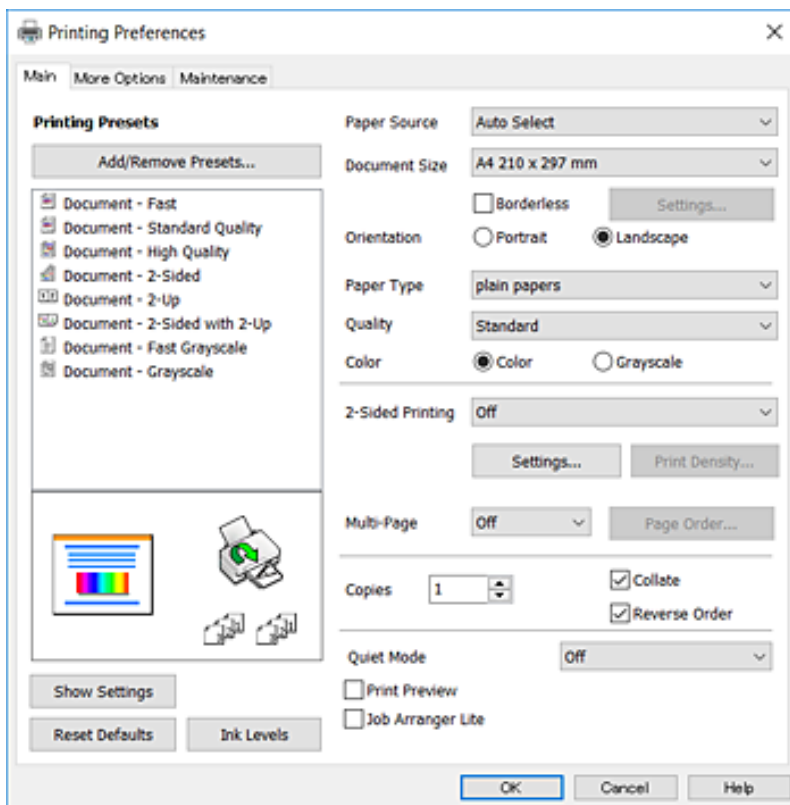 Printing Preferences
Main More Options Maintenance
Printing Presets
Add/Remove Presets...
Document - Fast
Document - Standard Quality
Document - High Quality
Document - 2-Sided
Document - 2-Up
Document - 2-Sided with 2-Up
Document - Fast Grayscale
Document - Grayscale
Show Settings
Reset Defaults Ink Levels
Paper Source Auto Select
Document Size A4 210 x 297 mm
Borderless Settings...
Orientation Portrait Landscape
Paper Type plain papers
Quality Standard
Color Color Grayscale
2-Sided Printing Off
Settings... Print Density...
Multi-Page Off Page Order...
Copies 1 Collate
Reverse Order
Quiet Mode Off
Print Preview
Job Arranger Lite
OK Cancel Help